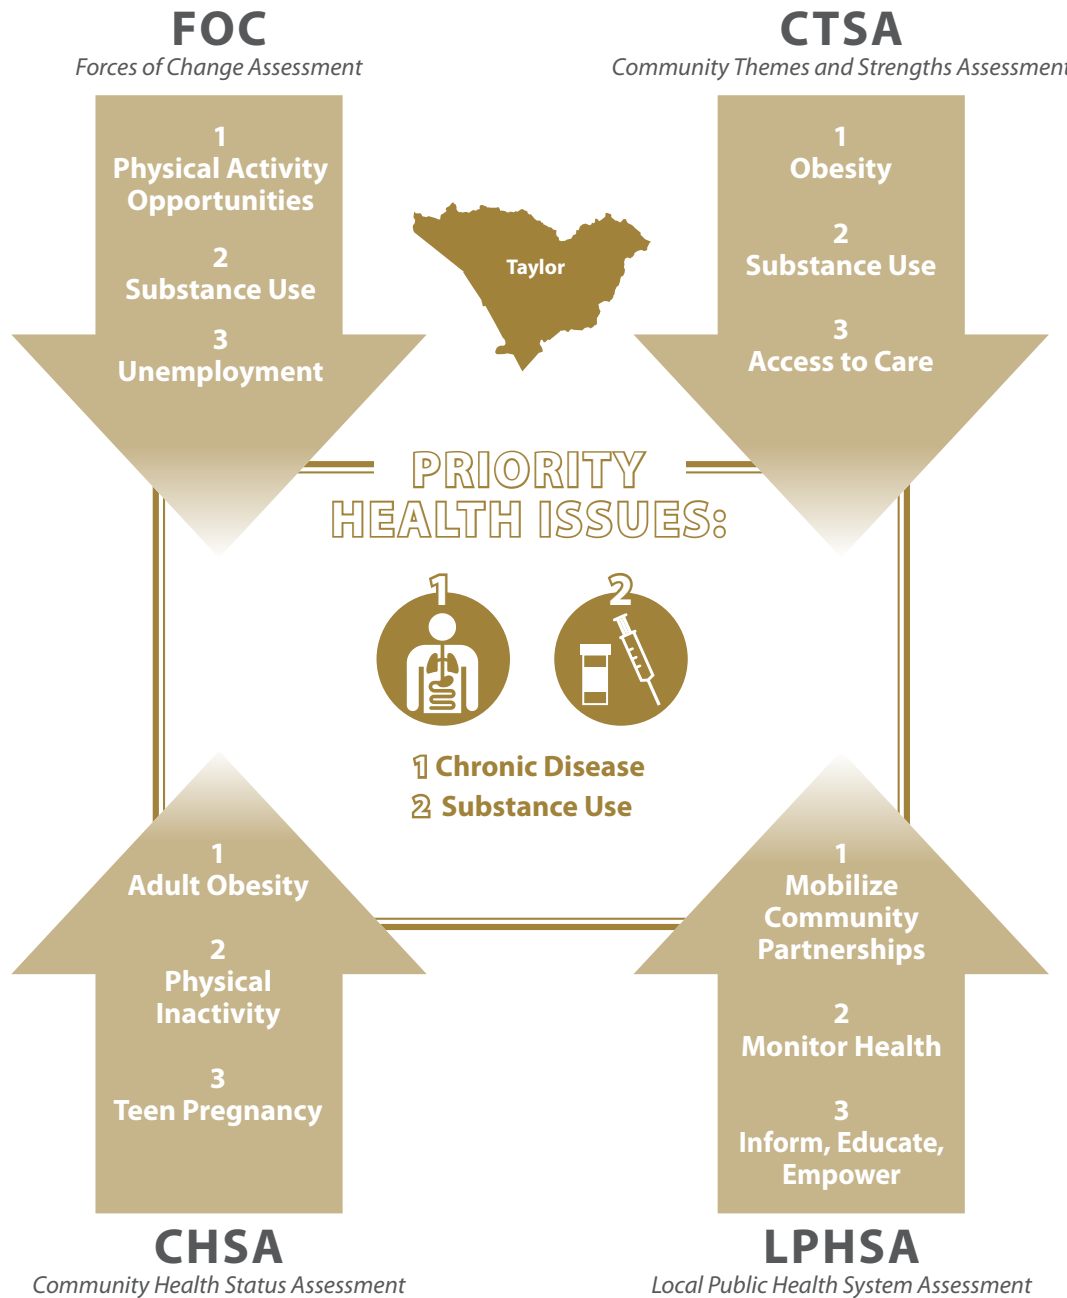 FOC
Forces of Change Assessment
1
Physical Activity
Opportunities
2
Substance Use
3
Unemployment
CTSA
Community Themes and Strengths Assessment
1
Obesity
2
Substance Use
3
Access to Care
Taylor
PRIORITY
HEALTH ISSUES:
1
2
1 Chronic Disease
2 Substance Use
1
Adult Obesity
2
Physical
Inactivity
3
Teen Pregnancy
CHSA
Community Health Status Assessment
1
Mobilize
Community
Partnerships
2
Monitor Health
3
Inform, Educate,
Empower
LPHSA
Local Public Health System Assessment